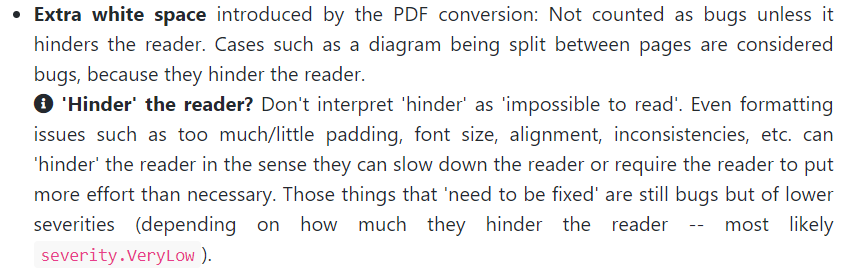 • Extra white space introduced by the PDF conversion: Not counted as bugs unless it
hinders the reader. Cases such as a diagram being split between pages are considered
bugs, because they hinder the reader.
'Hinder' the reader? Don't interpret 'hinder' as 'impossible to read'. Even formatting
issues such as too much/little padding, font size, alignment, inconsistencies, etc. can
'hinder' the reader in the sense they can slow down the reader or require the reader to put
more effort than necessary. Those things that 'need to be fixed' are still bugs but of lower
severities (depending on how much they hinder the reader -- most likely
severity.VeryLow).